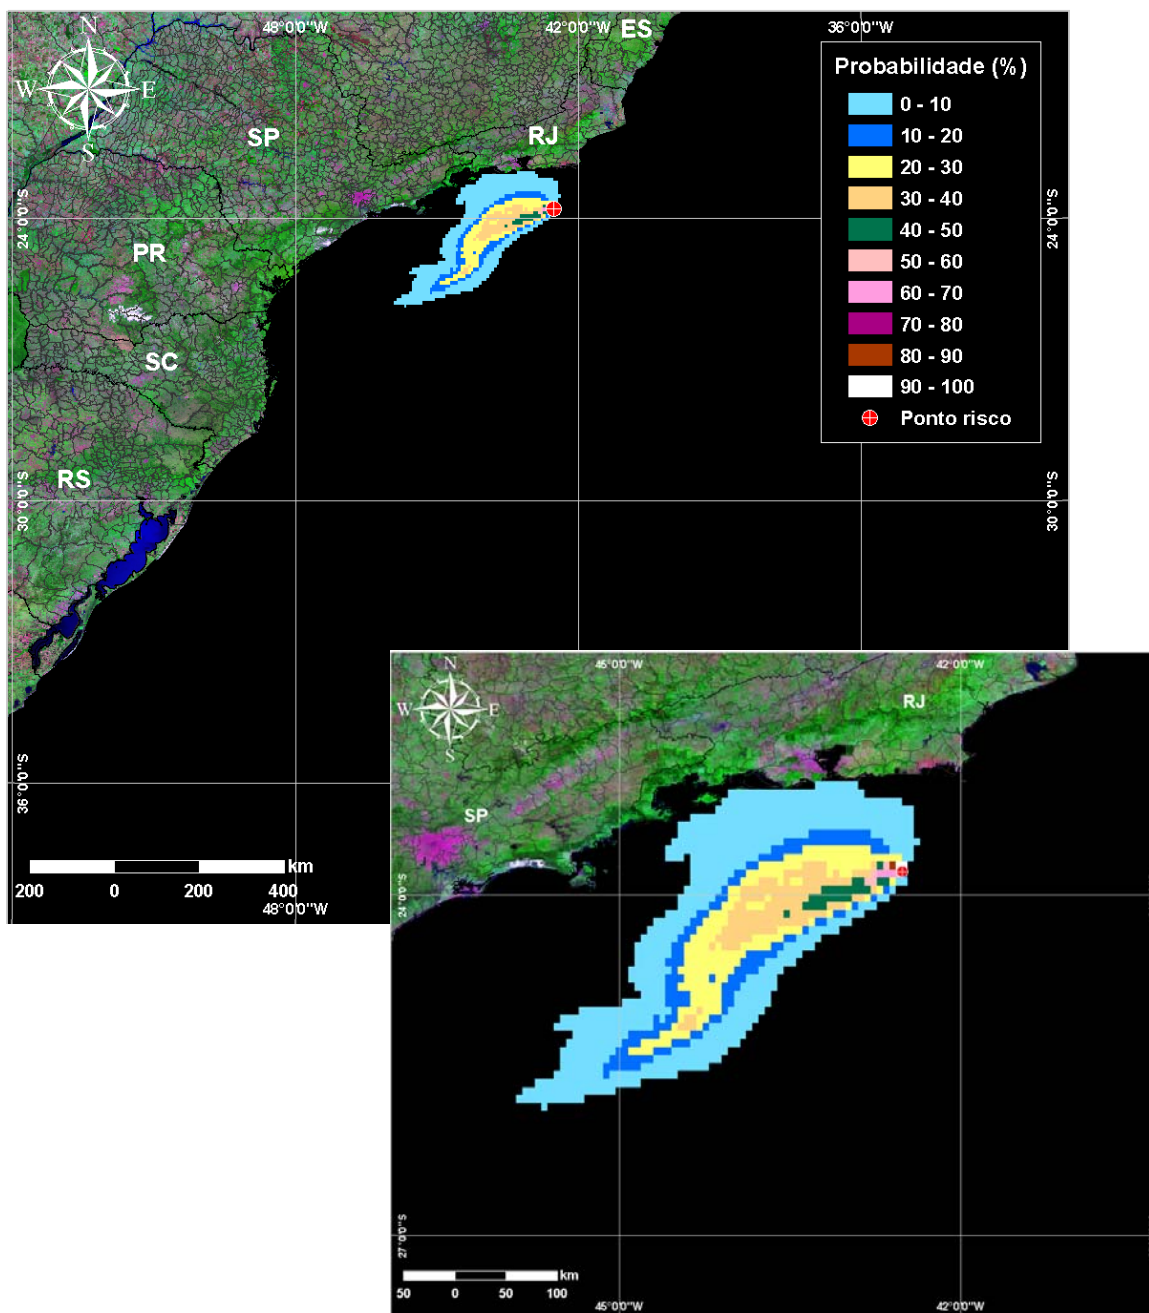 48°0'0"W
42°0'0"W
36°0'0"W
N
W
E
S
ES
SP
RJ
PR
SC
RS
24°0'0"S
24°0'0"S
30°0'0"S
30°0'0"S
36°0'0"S
Probabilidade (%)
0 - 10
10 - 20
20 - 30
30 - 40
40 - 50
50 - 60
60 - 70
70 - 80
80 - 90
90 - 100
Ponto risco
km
200 0 200 400
48°0'0"W
45°0'0"W
42°0'0"W
N
W
E
S
RJ
SP
24°0'0"S
27°0'0"S
km
50 0 50 100
45°0'0"W
42°0'0"W